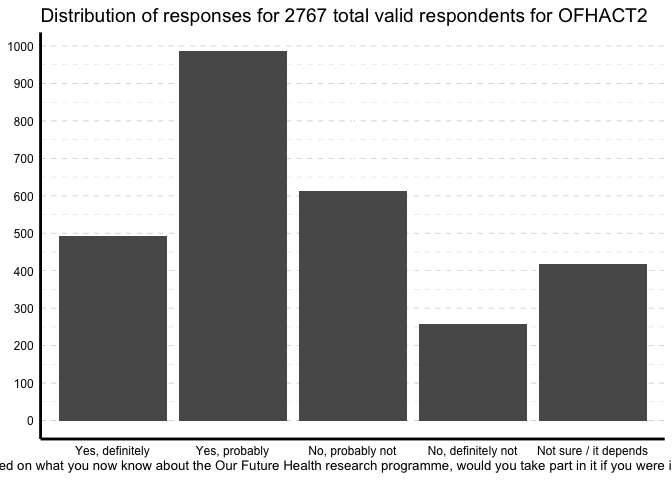 Distribution of responses for 2767 total valid respondents for OFHACT2
1000
900
800
700
600
500
400
300
200
100
0
Yes, definitely
Yes, probably
No, probably not
No, definitely not
Not sure / it depends
ed on what you now know about the Our Future Health research programme, would you take part in it if you were i